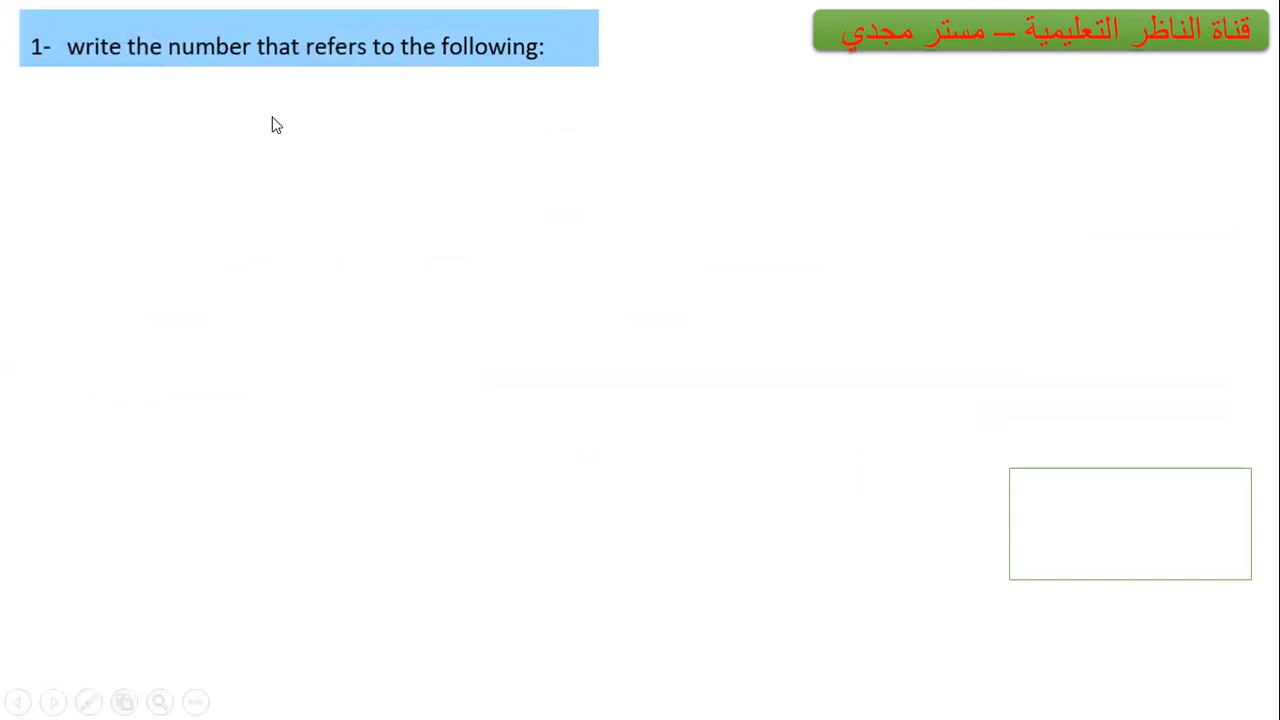 1- write the number that refers to the following:
قناة الناظر التعليمية – مستر مجدي